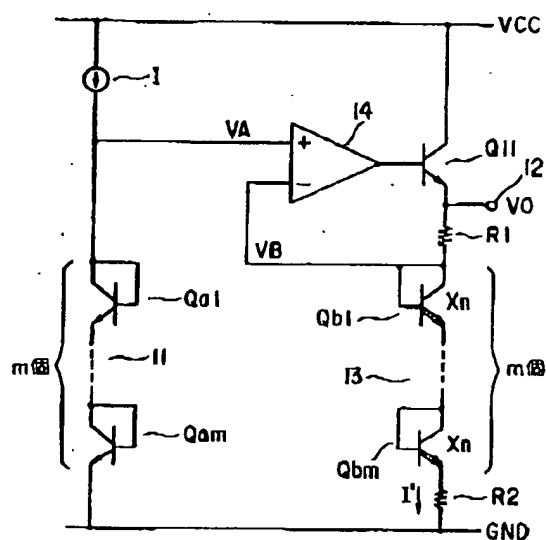 VCC
I
14
VA
+
Q11
12
−
VO
R1
VB
Qa1
Qb1
Xn
m個
11
13
m個
Qam
Qbm
Xn
I'
R2
GND